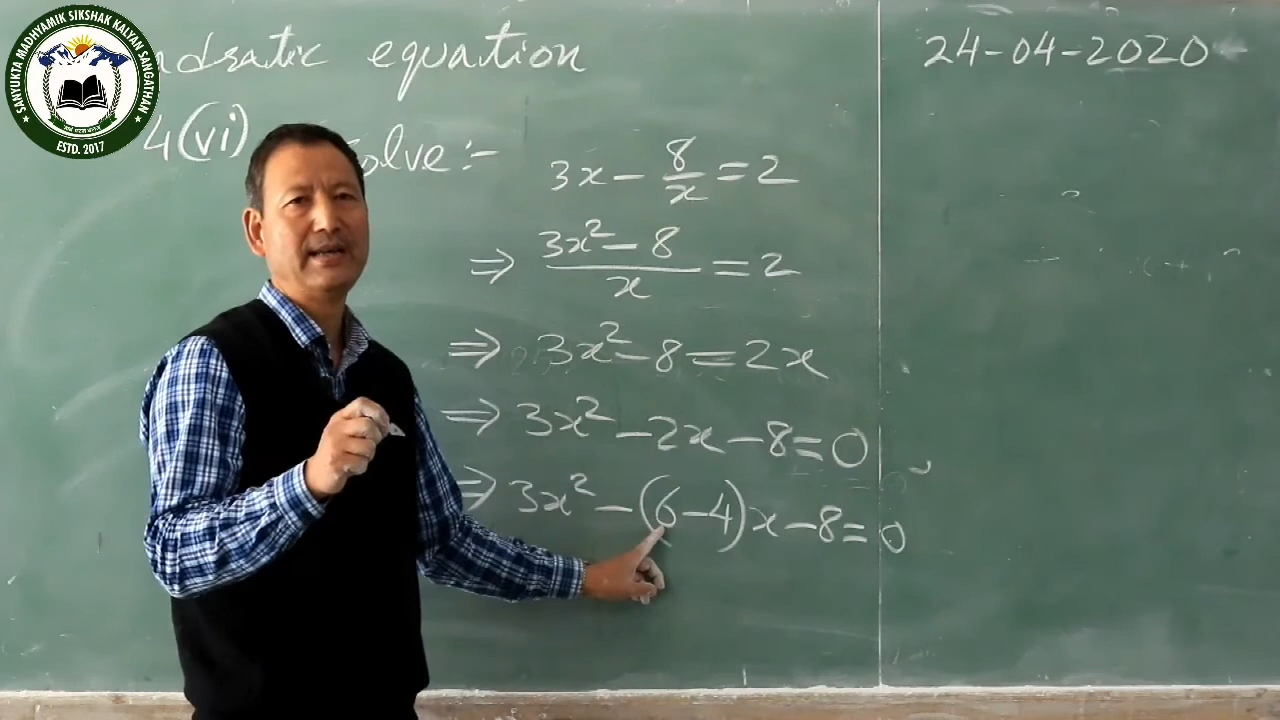 SANYUKTA MADHYAMIK SIKSHAK KALYAN SANGATHAN
ESTD. 2017
equation
24-04-2020
4(vi) solve:- 3x - 8/x = 2
⇒ (3x² - 8)/x = 2
⇒ 3x² - 8 = 2x
⇒ 3x² - 2x - 8 = 0
⇒ 3x² - (6 - 4)x - 8 = 0